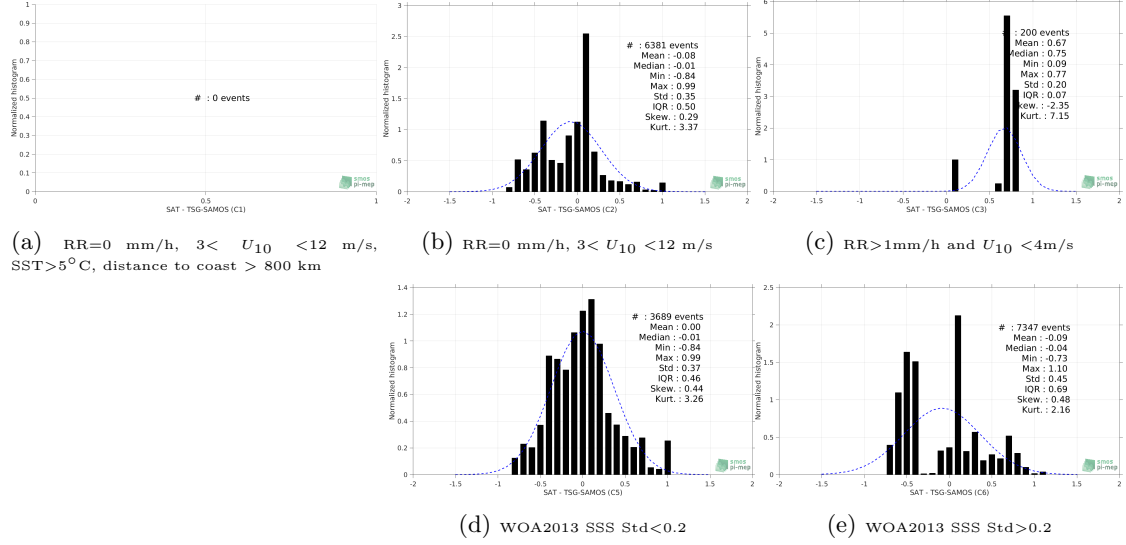 1
0.9
0.8
0.7
0.6
0.5
0.4
0.3
0.2
0.1
0
Normalized histogram
# : 0 events
0 0.5 1
SAT - TSG-SAMOS (C1)
smos
pi-mep
(a) RR=0 mm/h, 3< U10 <12 m/s,
SST>5°C, distance to coast > 800 km
3
2.5
2
1.5
1
0.5
0
Normalized histogram
# : 6381 events
Mean : -0.08
Median : -0.01
Min : -0.84
Max : 0.99
Std : 0.35
IQR : 0.50
Skew. : 0.29
Kurt. : 3.37
-2 -1.5 -1 -0.5 0 0.5 1 1.5 2
SAT - TSG-SAMOS (C2)
smos
pi-mep
(b) RR=0 mm/h, 3< U10 <12 m/s
6
5
4
3
2
1
0
Normalized histogram
: 200 events
Mean : 0.67
Median : 0.75
Min : 0.09
Max : 0.77
Std : 0.20
IQR : 0.07
kew. : -2.35
Kurt. : 7.15
-2 -1.5 -1 -0.5 0 0.5 1 1.5 2
SAT - TSG-SAMOS (C3)
smos
pi-mep
(c) RR>1mm/h and U10 <4m/s
1.4
1.2
1
0.8
0.6
0.4
0.2
0
Normalized histogram
# : 3689 events
Mean : 0.00
Median : -0.01
Min : -0.84
Max : 0.99
Std : 0.37
IQR : 0.46
Skew. : 0.44
Kurt. : 3.26
-2 -1.5 -1 -0.5 0 0.5 1 1.5 2
SAT - TSG-SAMOS (C5)
smos
pi-mep
(d) WOA2013 SSS Std<0.2
2.5
2
1.5
1
0.5
0
Normalized histogram
# : 7347 events
Mean : -0.09
Median : -0.04
Min : -0.73
Max : 1.10
Std : 0.45
IQR : 0.69
Skew. : 0.48
Kurt. : 2.16
-2 -1.5 -1 -0.5 0 0.5 1 1.5 2
SAT - TSG-SAMOS (C6)
smos
pi-mep
(e) WOA2013 SSS Std>0.2